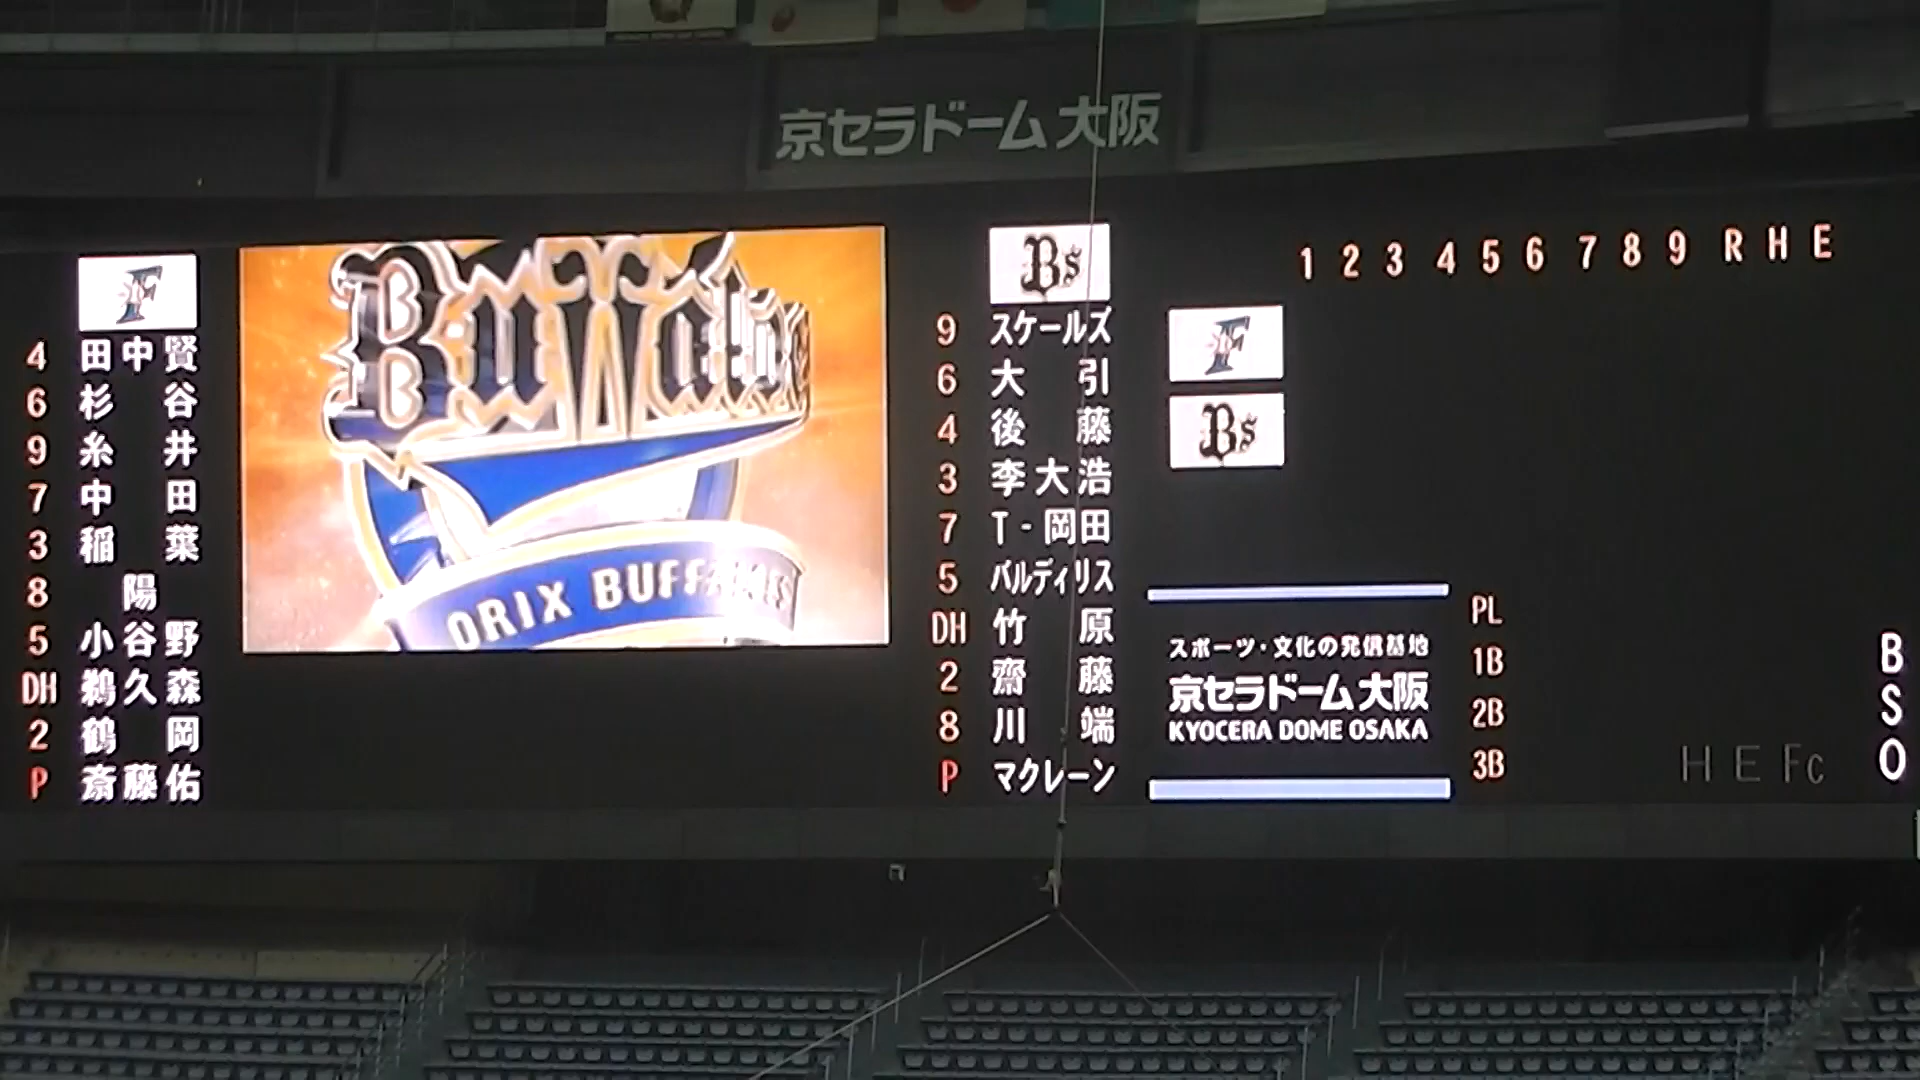 京セラドーム大阪
F
4 田中賢
6 杉谷
9 糸井
7 中田
3 稲葉
8 陽
5 小谷野
DH 鵜久森
2 鶴岡
P 斎藤佑
Buffaloes
ORIX BUFFALOES
Bs
9 スケールズ
6 大引
4 後藤
3 李大浩
7 T-岡田
5 バルディリス
DH 竹原
2 齋藤
8 川端
P マクレーン
1 2 3 4 5 6 7 8 9 R H E
F
Bs
スポーツ・文化の発信基地
京セラドーム大阪
KYOCERA DOME OSAKA
PL
1B
2B
3B
H E Fc
B
S
O